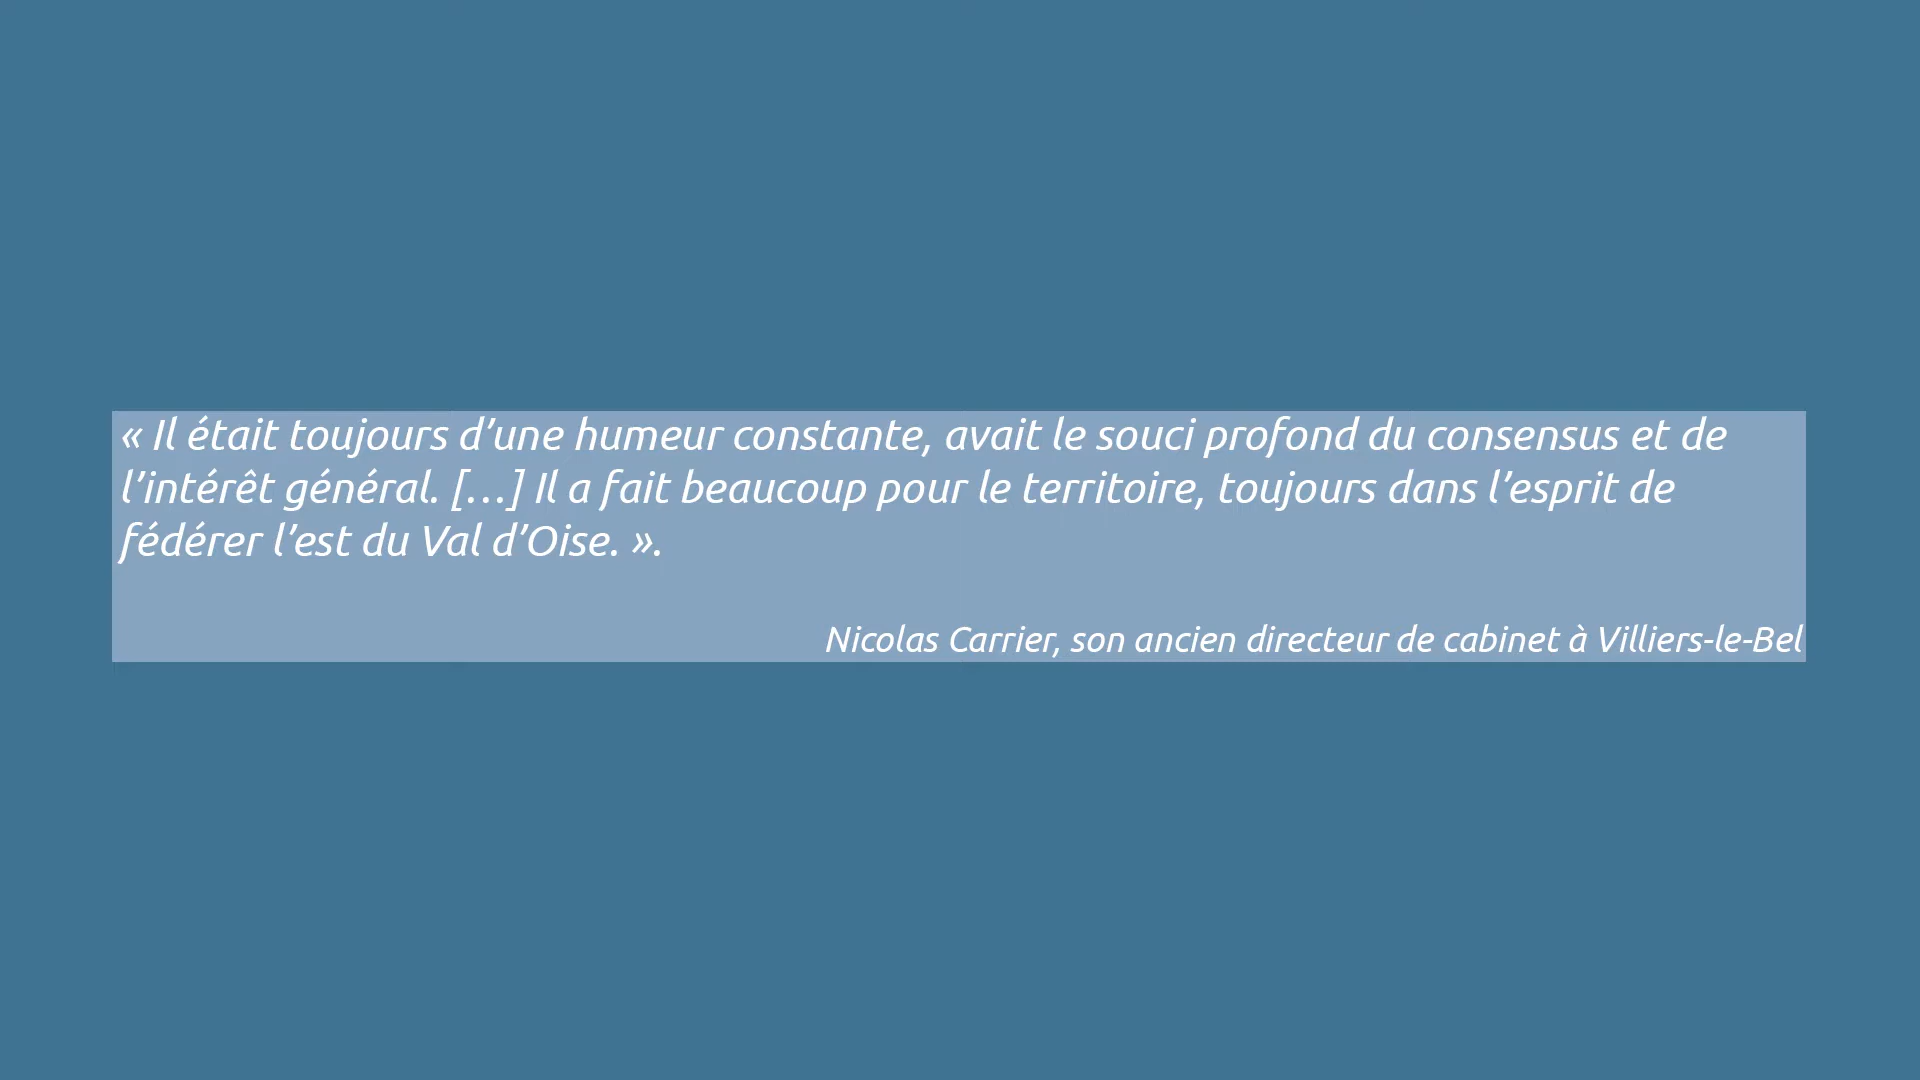 « Il était toujours d’une humeur constante, avait le souci profond du consensus et de
l’intérêt général. […] Il a fait beaucoup pour le territoire, toujours dans l’esprit de
fédérer l’est du Val d’Oise. ».
Nicolas Carrier, son ancien directeur de cabinet à Villiers-le-Bel